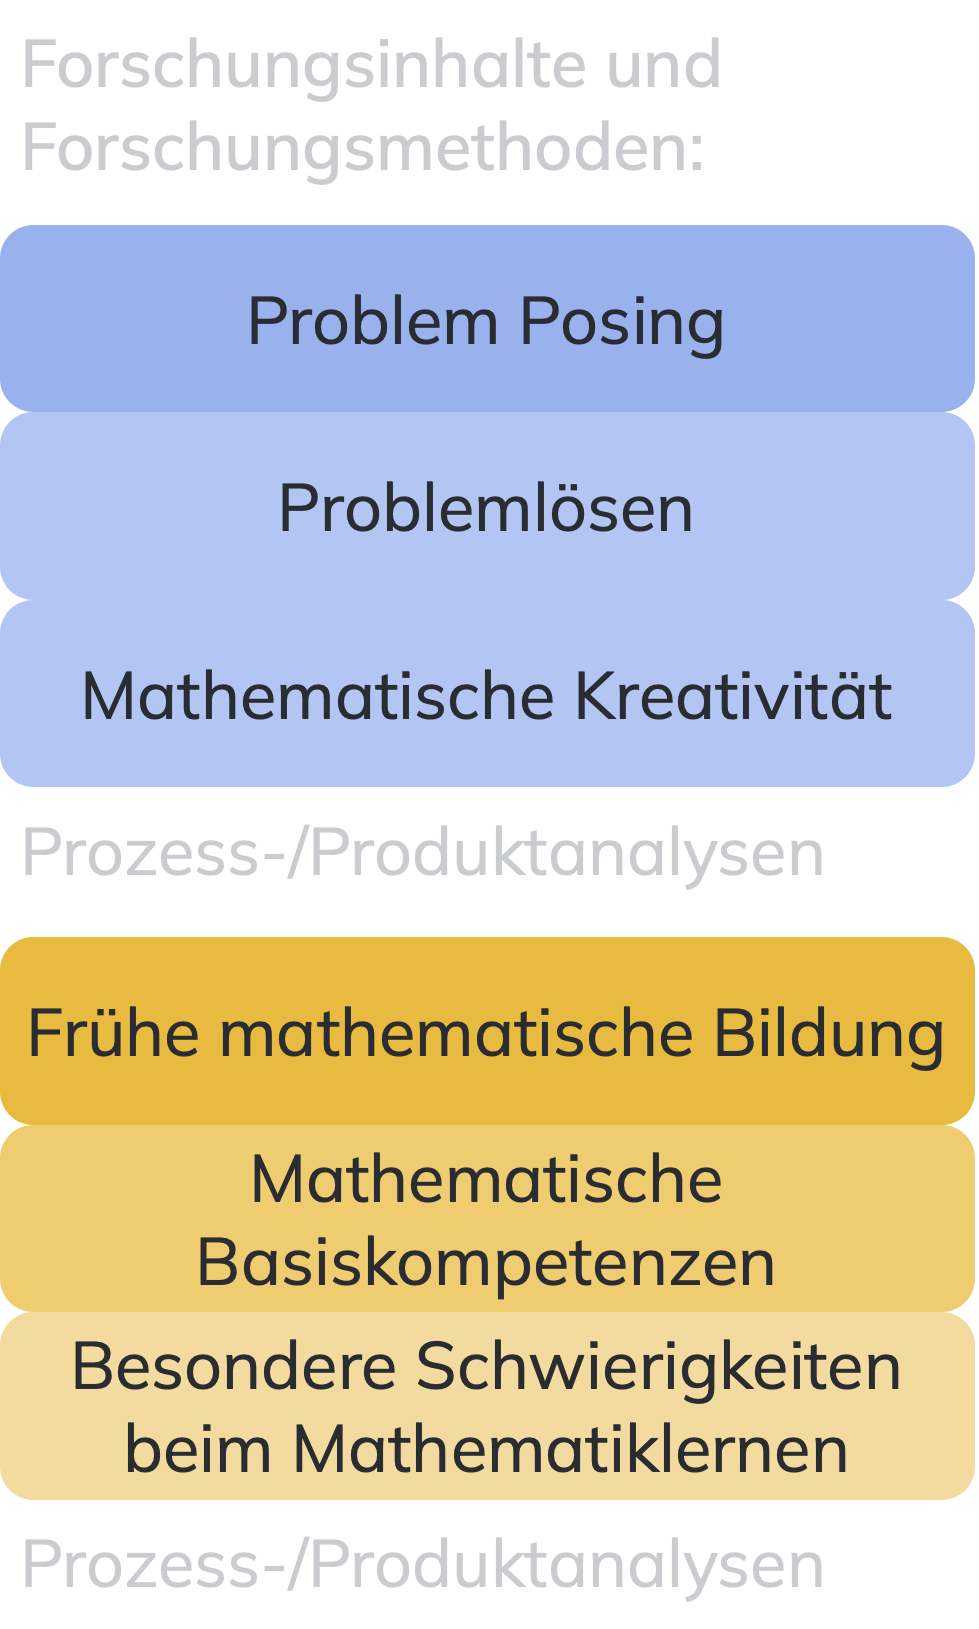 Forschungsinhalte und
Forschungsmethoden:
Problem Posing
Problemlösen
Mathematische Kreativität
Prozess-/Produktanalysen
Frühe mathematische Bildung
Mathematische
Basiskompetenzen
Besondere Schwierigkeiten
beim Mathematiklernen
Prozess-/Produktanalysen